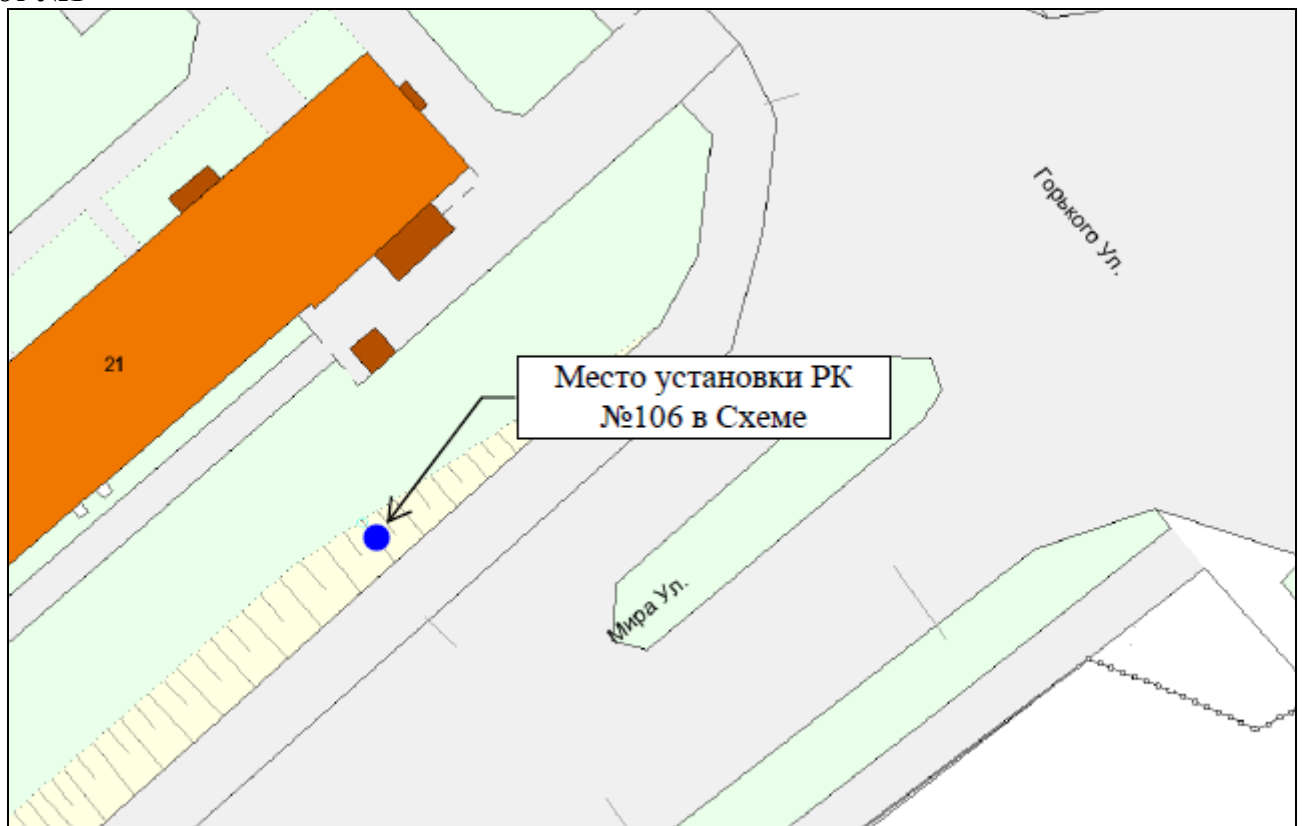 Горького Ул.
21
Место установки РК
№106 в Схеме
Мира Ул.